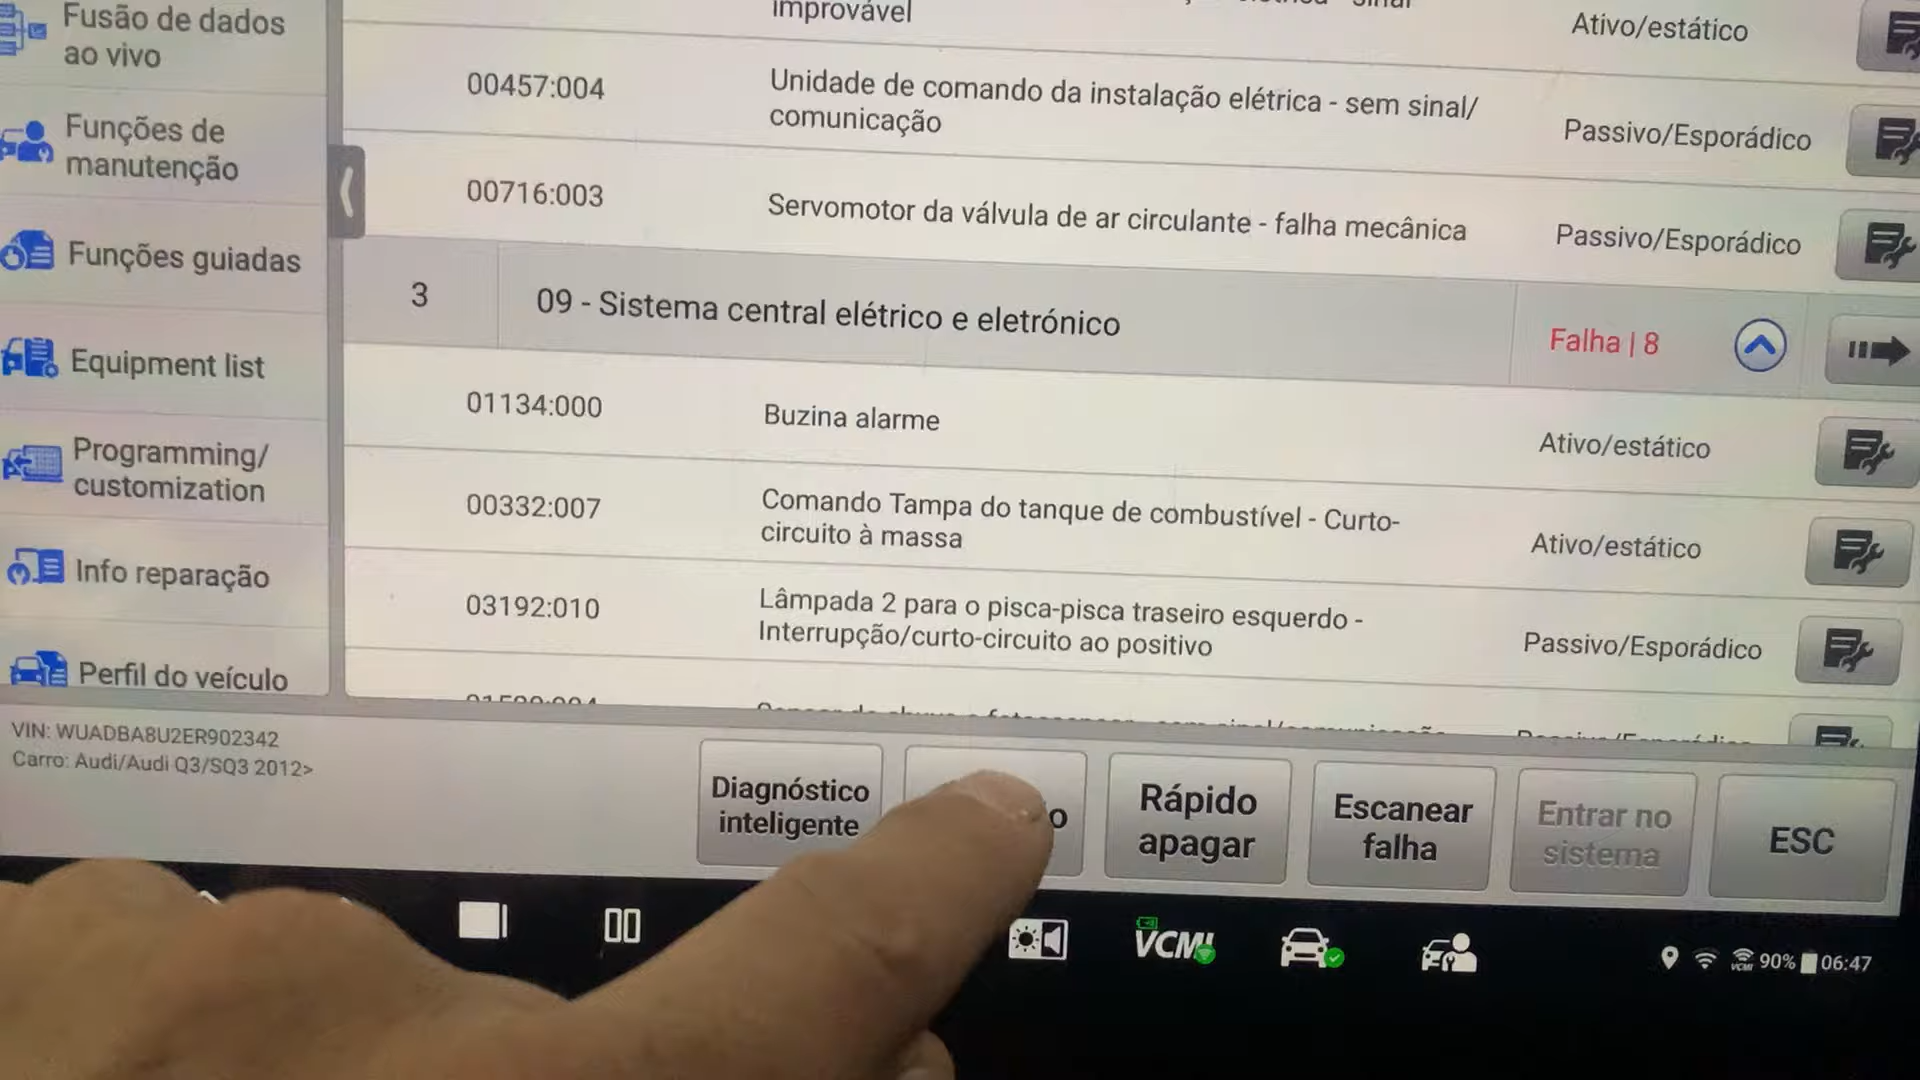 Fusão de dados
ao vivo
Funções de
manutenção
Funções guiadas
Equipment list
Programming/
customization
Info reparação
Perfil do veículo
improvável
Ativo/estático
00457:004
Unidade de comando da instalação elétrica - sem sinal/
comunicação
Passivo/Esporádico
00716:003
Servomotor da válvula de ar circulante - falha mecânica
Passivo/Esporádico
3
09 - Sistema central elétrico e eletrónico
Falha | 8
01134:000
Buzina alarme
Ativo/estático
00332:007
Comando Tampa do tanque de combustível - Curto-
circuito à massa
Ativo/estático
03192:010
Lâmpada 2 para o pisca-pisca traseiro esquerdo -
Interrupção/curto-circuito ao positivo
Passivo/Esporádico
VIN: WUADBA8U2ER902342
Carro: Audi/Audi Q3/SQ3 2012>
Diagnóstico
inteligente
Rápido
apagar
Escanear
falha
Entrar no
sistema
ESC
VCMI
VCMI
90%
06:47